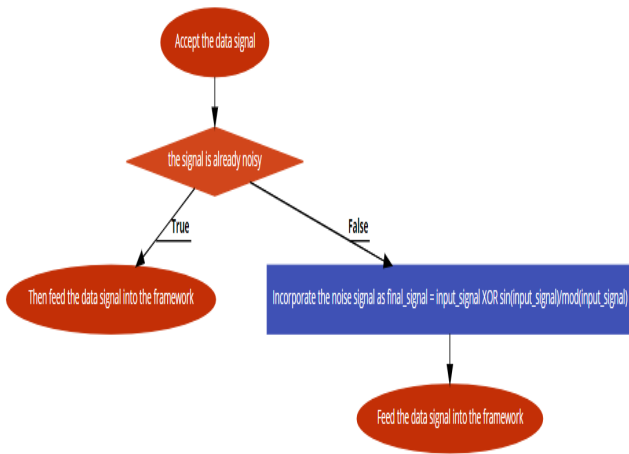 Accept the data signal
the signal is already noisy
True
False
Then feed the data signal into the framework
Incorporate the noise signal as final_signal = input_signal XOR sin(input_signal)/mod(input_signal)
Feed the data signal into the framework